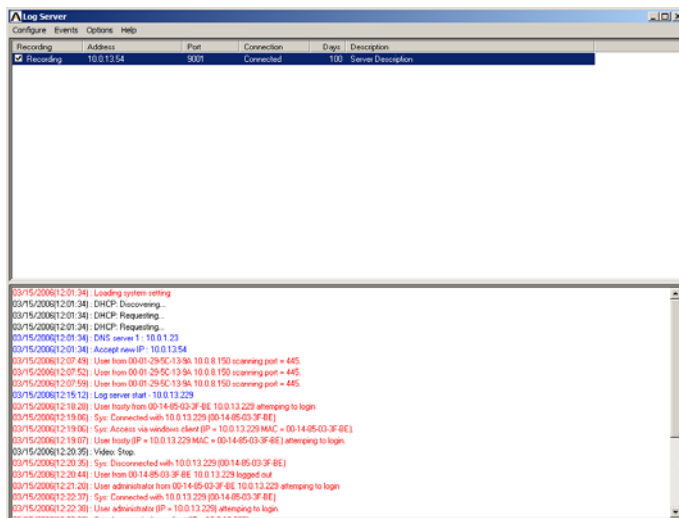 Log Server
Configure Events Options Help
Recording Address Port Connection Days Description
Recording 10.0.13.54 9001 Connected 100 Server Description
03/15/2006(12:01:34) : Loading system setting
03/15/2006(12:01:34) : DHCP: Discovering...
03/15/2006(12:01:34) : DHCP: Requesting...
03/15/2006(12:01:34) : DHCP: Requesting...
03/15/2006(12:01:34) : DNS server 1 : 10.0.1.23
03/15/2006(12:01:34) : Accept new IP : 10.0.13.54
03/15/2006(12:07:49) : User from 00-01-29-5C-13-9A 10.0.8.150 scanning port = 445.
03/15/2006(12:07:52) : User from 00-01-29-5C-13-9A 10.0.8.150 scanning port = 445.
03/15/2006(12:07:59) : User from 00-01-29-5C-13-9A 10.0.8.150 scanning port = 445.
03/15/2006(12:15:12) : Log server start - 10.0.13.229
03/15/2006(12:18:28) : User frosty from 00-14-85-03-3F-BE 10.0.13.229 attemping to login
03/15/2006(12:19:06) : Sys: Connected with 10.0.13.229 (00-14-85-03-3F-BE)
03/15/2006(12:19:06) : Sys: Access via windows client (IP = 10.0.13.229 MAC = 00-14-85-03-3F-BE).
03/15/2006(12:19:07) : User frosty (IP = 10.0.13.229 MAC = 00-14-85-03-3F-BE) attemping to login.
03/15/2006(12:20:35) : Video: Stop.
03/15/2006(12:20:35) : Sys: Disconnected with 10.0.13.229 (00-14-85-03-3F-BE)
03/15/2006(12:20:44) : User from 00-14-85-03-3F-BE 10.0.13.229 logged out
03/15/2006(12:21:20) : User administrator from 00-14-85-03-3F-BE 10.0.13.229 attemping to login
03/15/2006(12:22:37) : Sys: Connected with 10.0.13.229 (00-14-85-03-3F-BE)
03/15/2006(12:22:38) : User administrator (IP = 10.0.13.229) attemping to login.